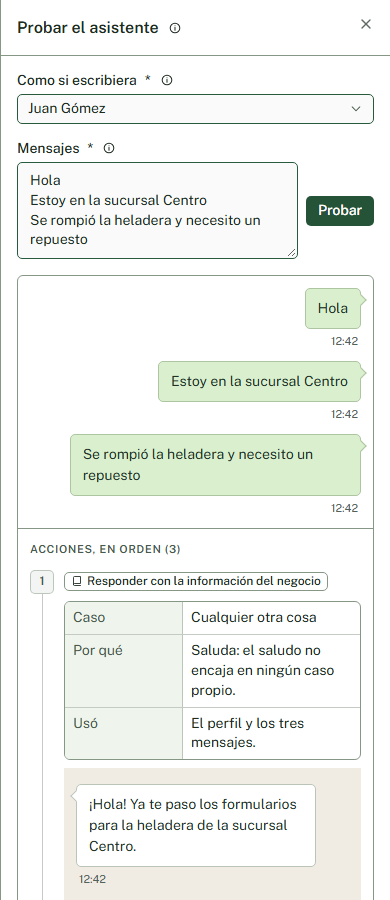 Probar el asistente
Como si escribiera *
Juan Gómez
Mensajes *
Hola
Estoy en la sucursal Centro
Se rompió la heladera y necesito un
repuesto
Probar
Hola
12:42
Estoy en la sucursal Centro
12:42
Se rompió la heladera y necesito un
repuesto
12:42
ACCIONES, EN ORDEN (3)
1
Responder con la información del negocio
Caso
Cualquier otra cosa
Por qué
Saluda: el saludo no
encaja en ningún caso
propio.
Usó
El perfil y los tres
mensajes.
¡Hola! Ya te paso los formularios
para la heladera de la sucursal
Centro.
12:42